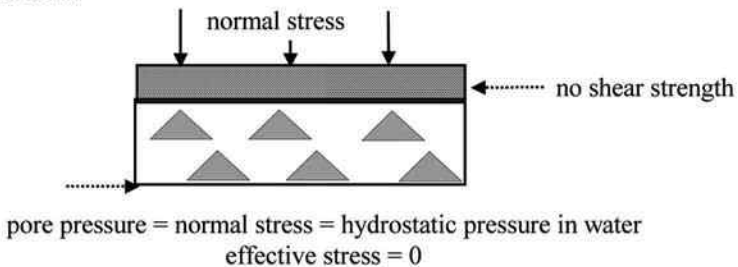 normal stress
no shear strength
pore pressure = normal stress = hydrostatic pressure in water
effective stress = 0